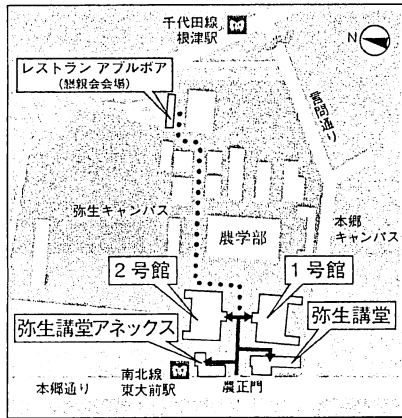 千代田線
根津駅
N
レストラン アブルボア
(懇親会会場)
言問通り
弥生キャンパス
農学部
本郷
キャンパス
2号館
1号館
弥生講堂アネックス
弥生講堂
南北線
東大前駅
本郷通り
農正門